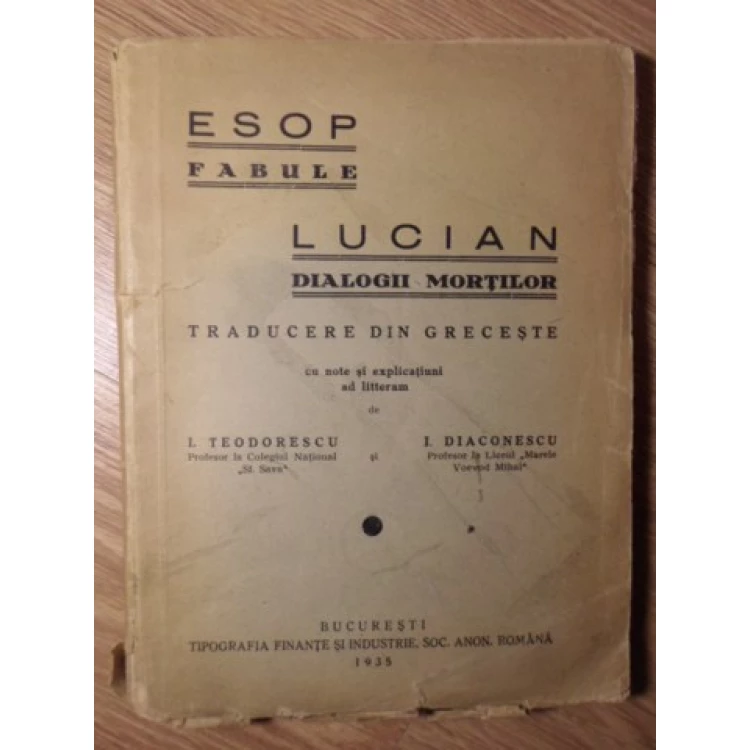 ESOP
FABULE
LUCIAN
DIALOGII MORȚILOR
TRADUCERE DIN GRECEȘTE
cu note și explicațiuni
ad litteram
de
I. TEODORESCU
Profesor la Colegiul Național
„Sf. Sava“
și
I. DIACONESCU
Profesor la Liceul „Marele
Voevod Mihai“
BUCUREȘTI
TIPOGRAFIA FINANȚE ȘI INDUSTRIE, SOC. ANON. ROMÂNĂ
1935